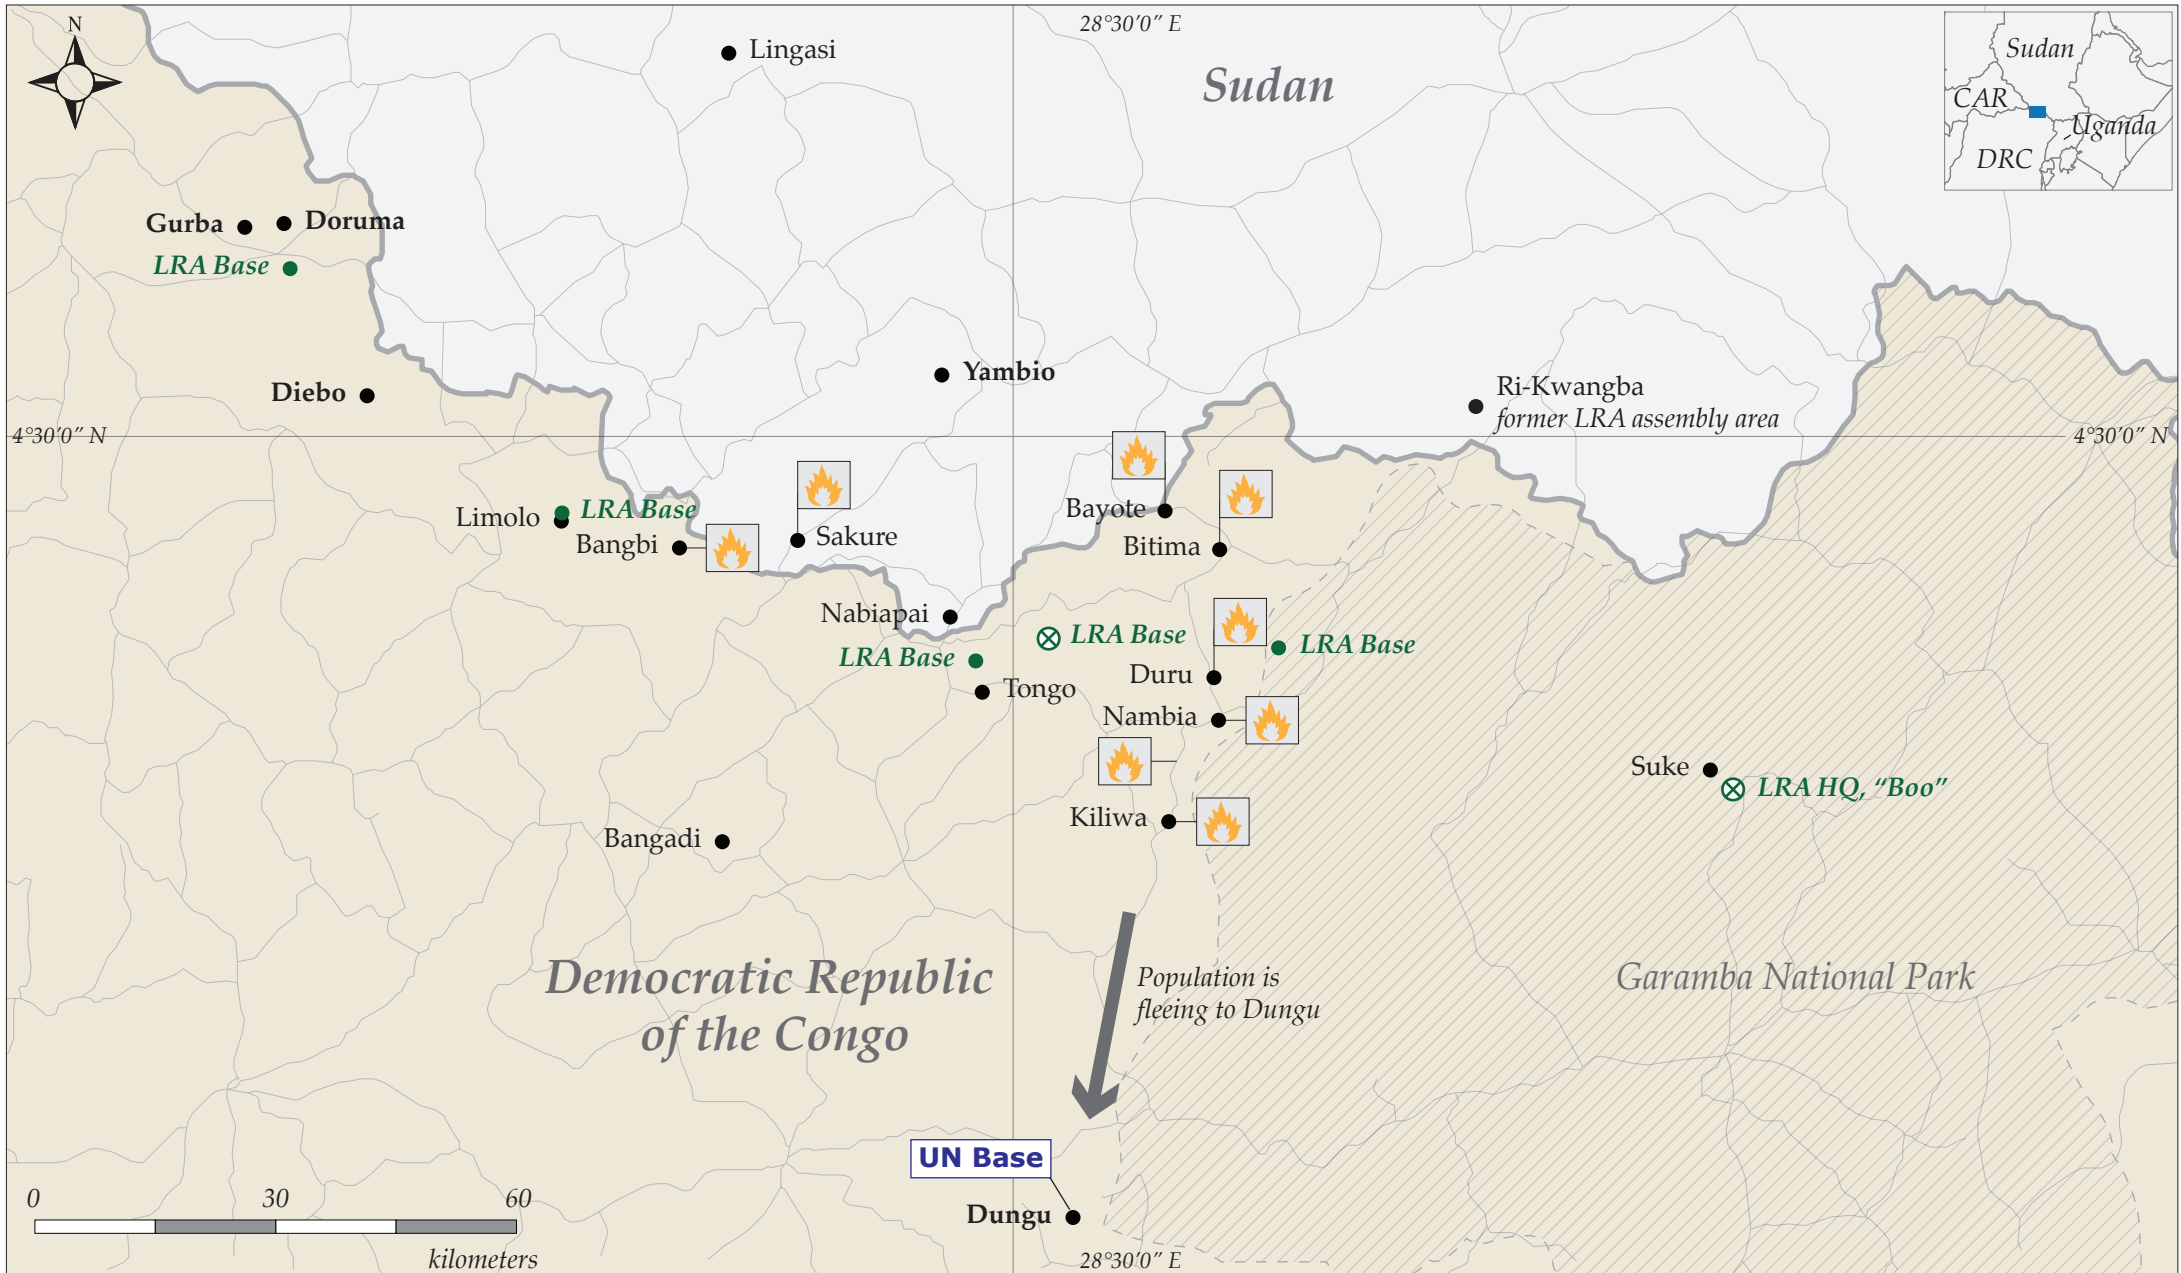 N
28°30'0" E
Lingasi
Sudan
Sudan
CAR
Uganda
DRC
Gurba
Doruma
LRA Base
Diebo
Yambio
Ri-Kwangba
former LRA assembly area
4°30'0" N
4°30'0" N
Limolo
LRA Base
Bangbi
Sakure
Bayote
Bitima
Nabiapai
LRA Base
LRA Base
LRA Base
Tongo
Duru
Nambia
Suke
LRA HQ, “Boo”
Kiliwa
Bangadi
Democratic Republic
of the Congo
Population is
fleeing to Dungu
Garamba National Park
UN Base
Dungu
0 30 60
kilometers
28°30'0" E